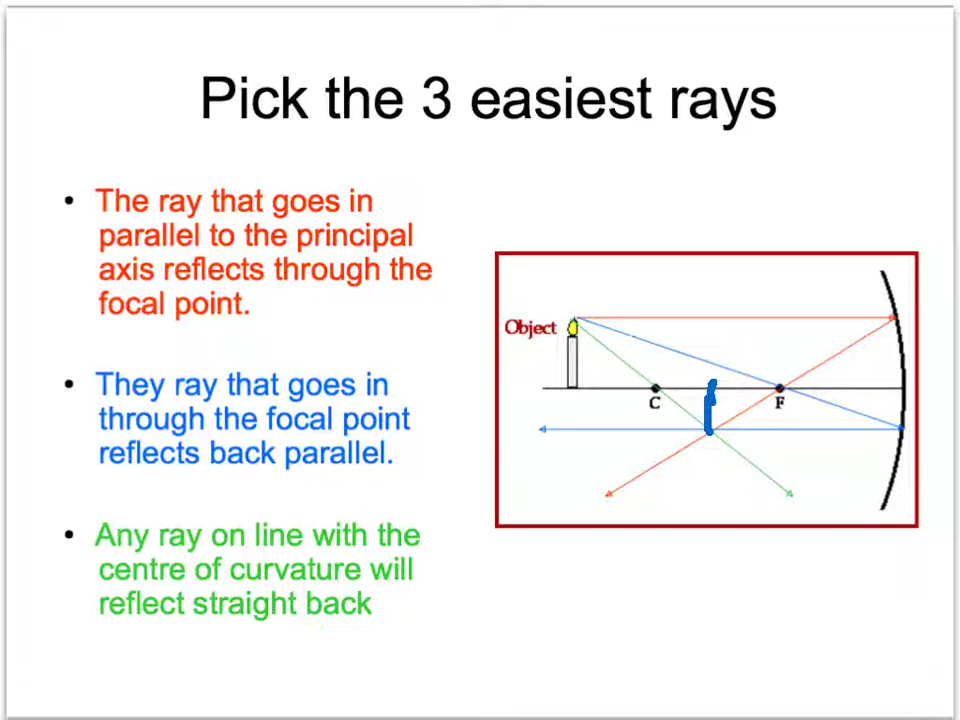 Pick the 3 easiest rays
• The ray that goes in
parallel to the principal
axis reflects through the
focal point.
• They ray that goes in
through the focal point
reflects back parallel.
• Any ray on line with the
centre of curvature will
reflect straight back
Object
C
F